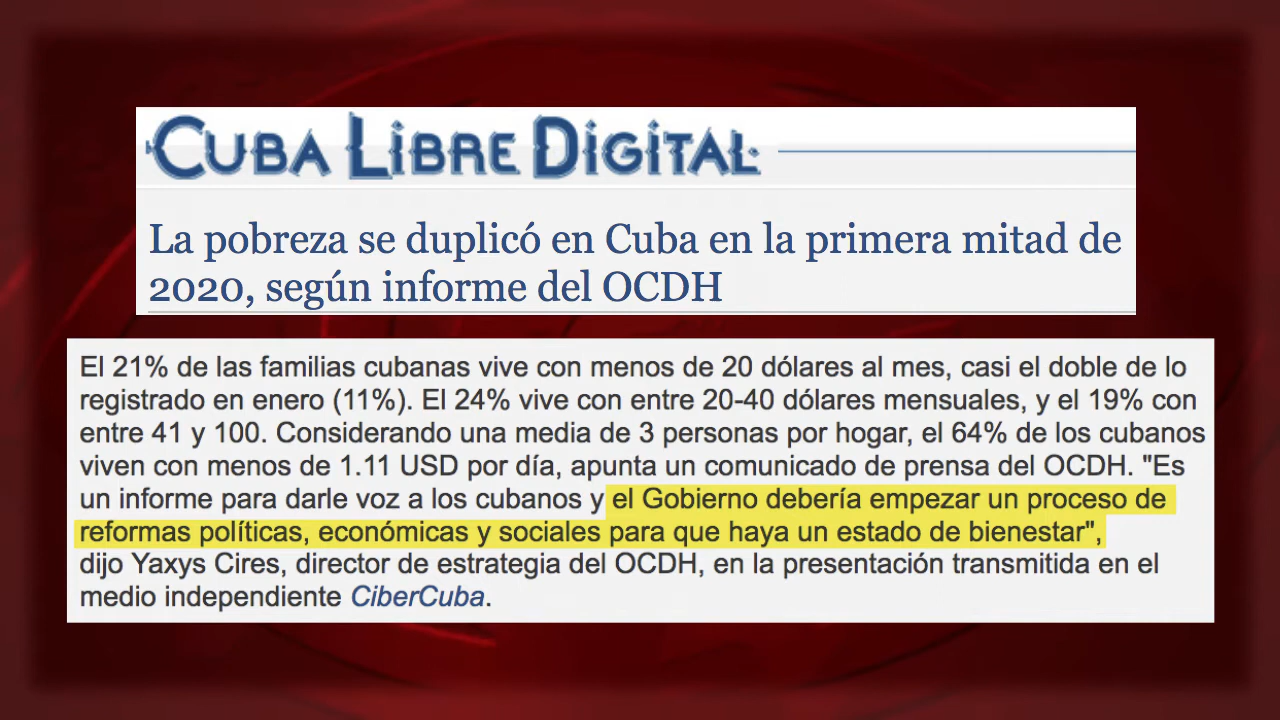 CUBA LIBRE DIGITAL
La pobreza se duplicó en Cuba en la primera mitad de
2020, según informe del OCDH
El 21% de las familias cubanas vive con menos de 20 dólares al mes, casi el doble de lo
registrado en enero (11%). El 24% vive con entre 20-40 dólares mensuales, y el 19% con
entre 41 y 100. Considerando una media de 3 personas por hogar, el 64% de los cubanos
viven con menos de 1.11 USD por día, apunta un comunicado de prensa del OCDH. "Es
un informe para darle voz a los cubanos y el Gobierno debería empezar un proceso de
reformas políticas, económicas y sociales para que haya un estado de bienestar",
dijo Yaxys Cires, director de estrategia del OCDH, en la presentación transmitida en el
medio independiente CiberCuba.